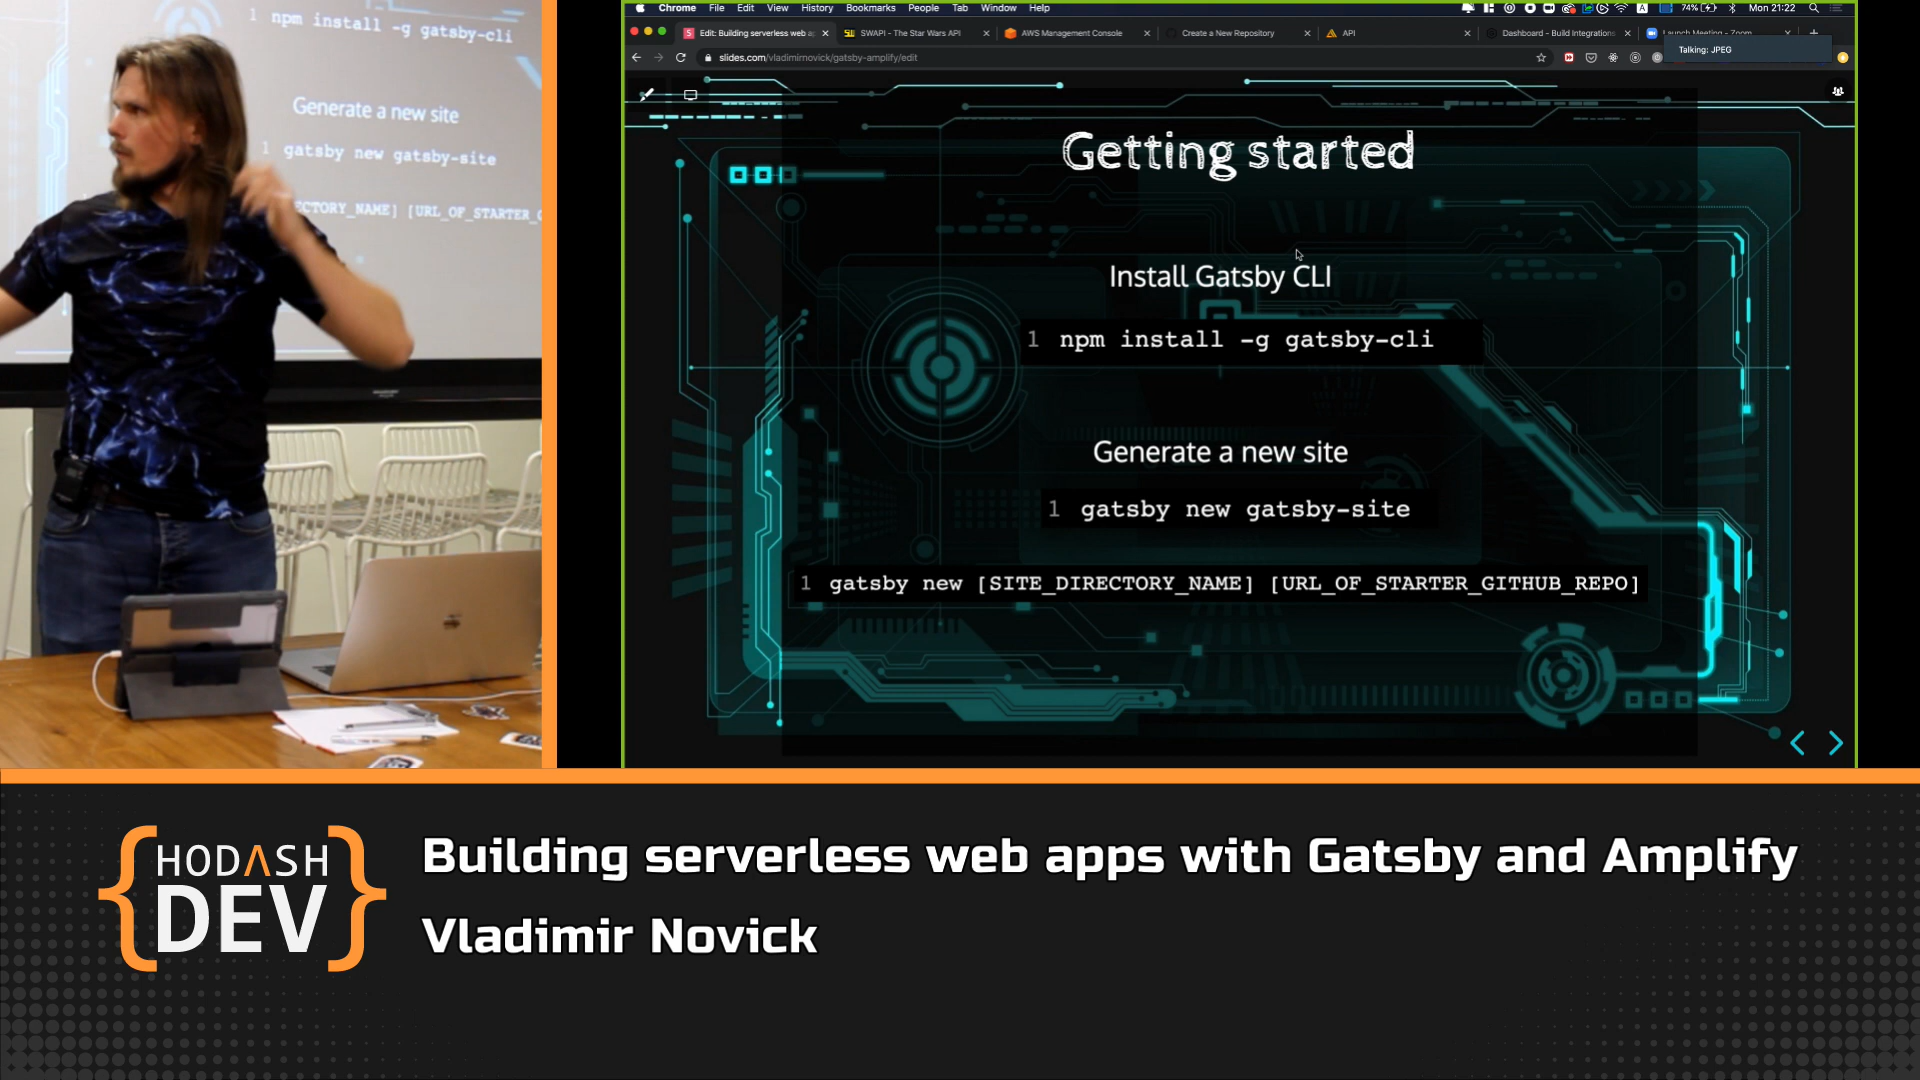 1 npm install -g gatsby-cli
Generate a new site
1 gatsby new gatsby-site
ECTORY_NAME] [URL_OF_STARTER_
Chrome File Edit View History Bookmarks People Tab Window Help
74% Mon 21:22
Edit: Building serverless web a
SWAPI - The Star Wars API
AWS Management Console
Create a New Repository
API
Dashboard - Build Integrations
Launch Meeting - Zoom
slides.com/vladimirnovick/gatsby-amplify/edit
Talking: JPEG
Getting started
Install Gatsby CLI
1 npm install -g gatsby-cli
Generate a new site
1 gatsby new gatsby-site
1 gatsby new [SITE_DIRECTORY_NAME] [URL_OF_STARTER_GITHUB_REPO]
{HODASH
DEV}
Building serverless web apps with Gatsby and Amplify
Vladimir Novick